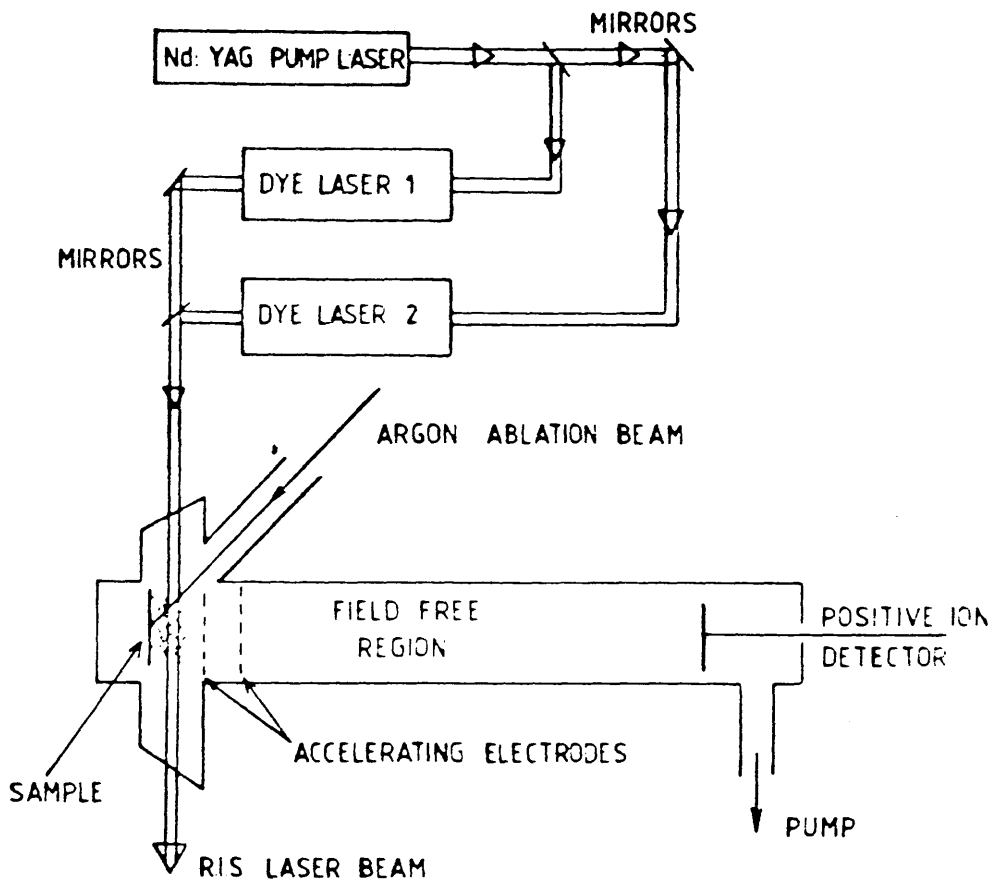 MIRRORS
Nd: YAG PUMP LASER
DYE LASER 1
MIRRORS
DYE LASER 2
ARGON ABLATION BEAM
FIELD FREE
REGION
POSITIVE ION
DETECTOR
ACCELERATING ELECTRODES
SAMPLE
PUMP
R.I.S LASER BEAM